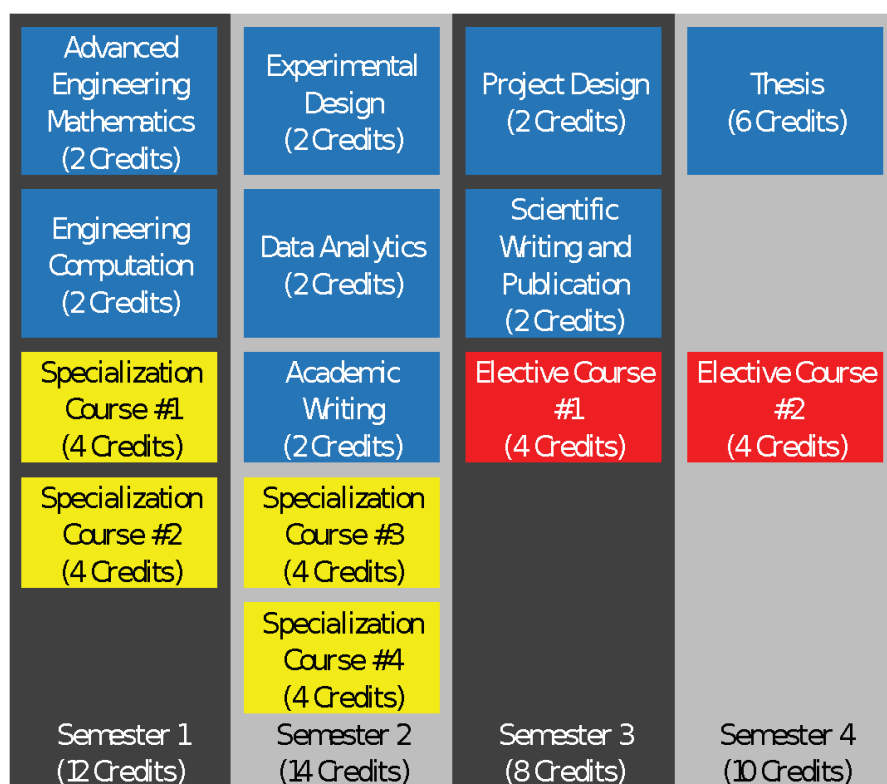 Advanced
Engineering
Mathematics
(2 Credits)
Experimental
Design
(2 Credits)
Project Design
(2 Credits)
Thesis
(6 Credits)
Engineering
Computation
(2 Credits)
Data Analytics
(2 Credits)
Scientific
Writing and
Publication
(2 Credits)
Specialization
Course #1
(4 Credits)
Academic
Writing
(2 Credits)
Elective Course
#1
(4 Credits)
Elective Course
#2
(4 Credits)
Specialization
Course #2
(4 Credits)
Specialization
Course #3
(4 Credits)
Specialization
Course #4
(4 Credits)
Semester 1
(12 Credits)
Semester 2
(14 Credits)
Semester 3
(8 Credits)
Semester 4
(10 Credits)